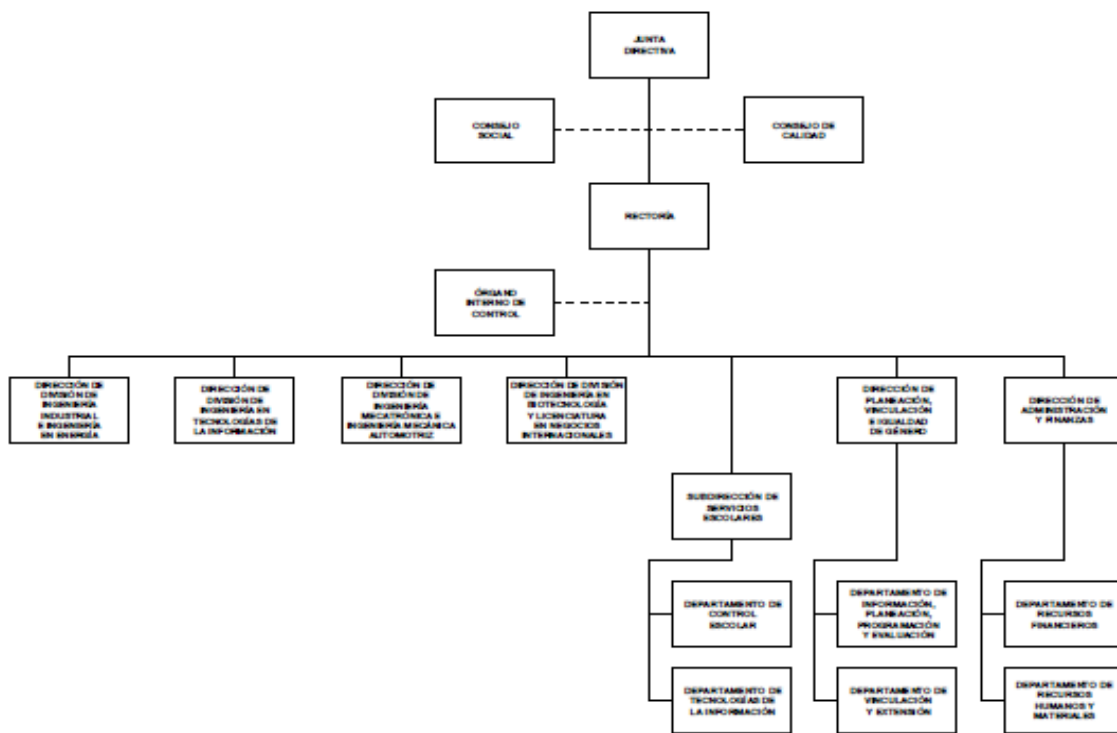 JUNTA
DIRECTIVA
CONSEJO
SOCIAL
CONSEJO DE
CALIDAD
RECTORÍA
ÓRGANO
INTERNO DE
CONTROL
DIRECCIÓN DE
DIVISIÓN DE
INGENIERÍA
INDUSTRIAL
E INGENIERÍA
EN ENERGÍA
DIRECCIÓN DE
DIVISIÓN DE
INGENIERÍA EN
TECNOLOGÍAS DE
LA INFORMACIÓN
DIRECCIÓN DE
DIVISIÓN DE
INGENIERÍA
MECATRÓNICA E
INGENIERÍA MECÁNICA
AUTOMOTRIZ
DIRECCIÓN DE DIVISIÓN
DE INGENIERÍA EN
BIOTECNOLOGÍA
Y LICENCIATURA
EN NEGOCIOS
INTERNACIONALES
DIRECCIÓN DE
PLANEACIÓN,
VINCULACIÓN
E IGUALDAD
DE GÉNERO
DIRECCIÓN DE
ADMINISTRACIÓN
Y FINANZAS
SUBDIRECCIÓN DE
SERVICIOS
ESCOLARES
DEPARTAMENTO DE
CONTROL
ESCOLAR
DEPARTAMENTO DE
INFORMACIÓN,
PLANEACIÓN,
PROGRAMACIÓN
Y EVALUACIÓN
DEPARTAMENTO DE
RECURSOS
FINANCIEROS
DEPARTAMENTO DE
TECNOLOGÍAS DE
LA INFORMACIÓN
DEPARTAMENTO DE
VINCULACIÓN
Y EXTENSIÓN
DEPARTAMENTO DE
RECURSOS
HUMANOS Y
MATERIALES